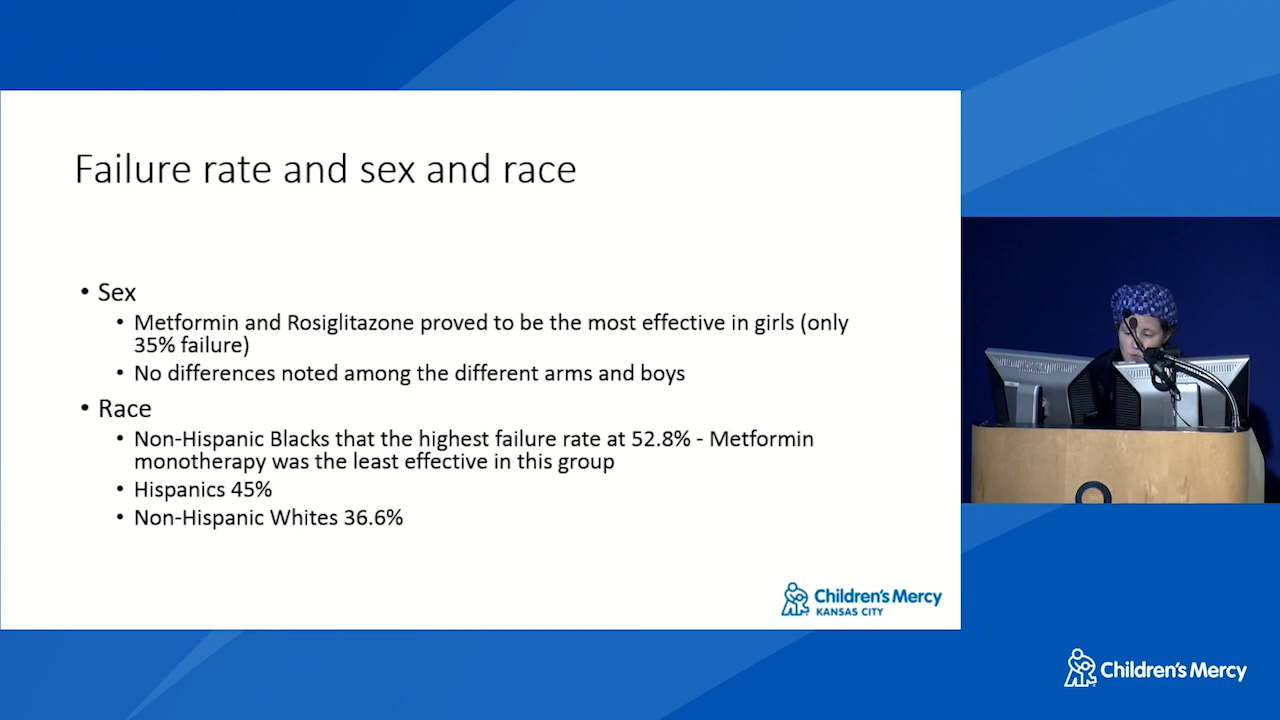 Failure rate and sex and race
• Sex
• Metformin and Rosiglitazone proved to be the most effective in girls (only
35% failure)
• No differences noted among the different arms and boys
• Race
• Non-Hispanic Blacks that the highest failure rate at 52.8% - Metformin
monotherapy was the least effective in this group
• Hispanics 45%
• Non-Hispanic Whites 36.6%
Children's Mercy
KANSAS CITY
Children's Mercy